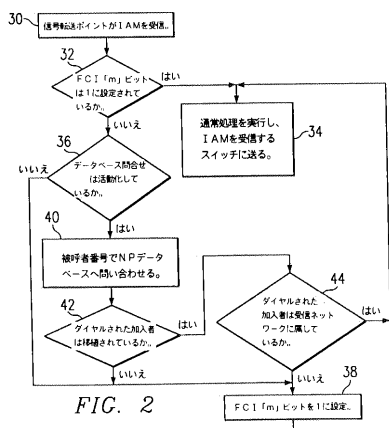 30
信号転送ポイントがIAMを受信。
32
FCI「m」ビット
は1に設定されて
いるか。
はい
いいえ
通常処理を実行し、
IAMを受信する
スイッチに送る。
34
36
データベース問合せ
は活動化して
いるか。
いいえ
はい
40
被呼者番号でNPデータ
ベースへ問い合わせる。
42
ダイヤルされた加入者
は移植されているか。
はい
いいえ
44
ダイヤルされた
加入者は受信ネット
ワークに属して
いるか。
はい
いいえ
38
FCI「m」ビットを1に設定。
FIG. 2